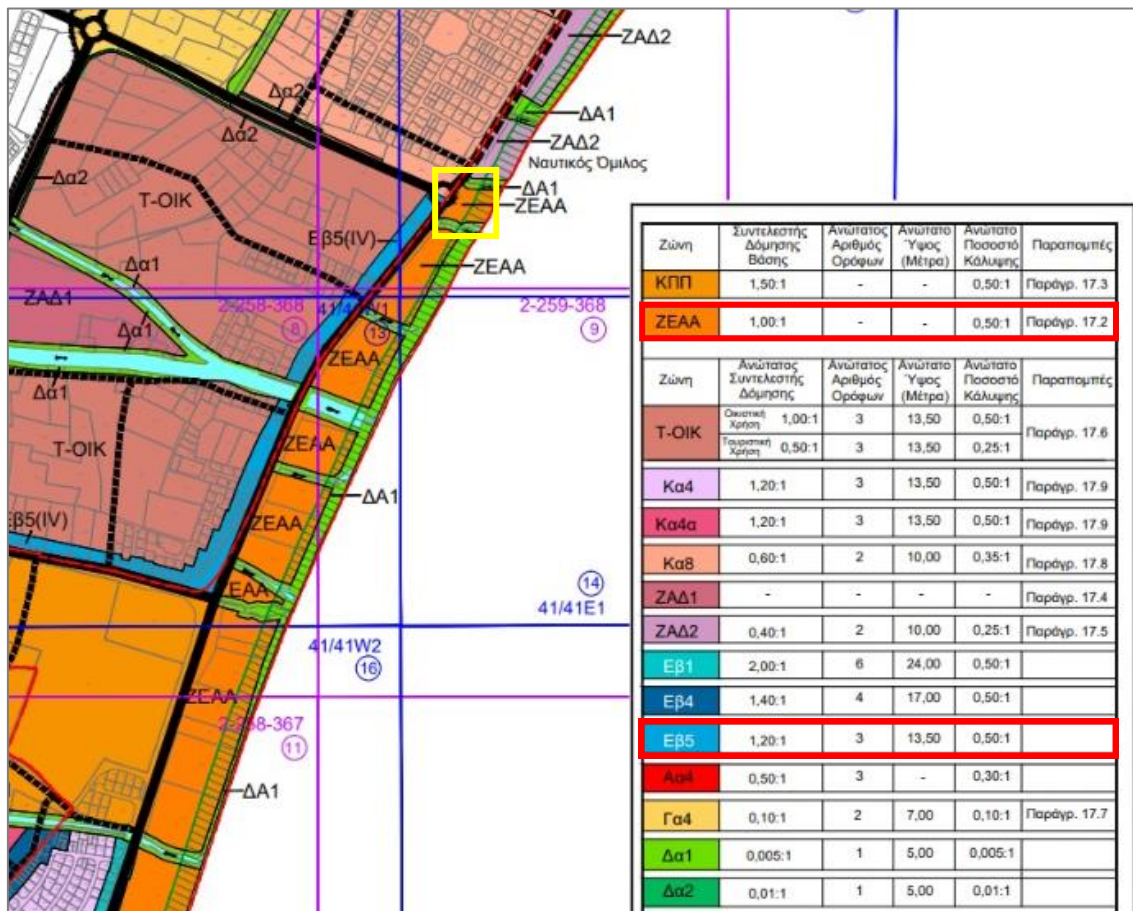 ΖΑΔ2
Δα2
ΔΑ1
Δα2
ΖΑΔ2
Ναυτικός Όμιλος
Δα2
ΔΑ1
Τ-ΟΙΚ
ΖΕΑΑ
Εβ5(IV)
Δα1
ΖΕΑΑ
ΖΑΔ1
2-258-368
2-259-368
Δα1
8
13
9
ΖΕΑΑ
Δα1
Τ-ΟΙΚ
ΖΕΑΑ
ΔΑ1
ΖΕΑΑ
Εβ5(IV)
14
ΕΑΑ
41/41E1
41/41W2
16
ΖΕΑΑ
2-258-367
11
ΔΑ1
Ζώνη Συντελεστής Δόμησης Βάσης Ανώτατος Αριθμός Ορόφων Ανώτατο Ύψος (Μέτρα) Ανώτατο Ποσοστό Κάλυψης Παραπομπές
ΚΠΠ 1,50:1 - - 0,50:1 Παράγρ. 17.3
ΖΕΑΑ 1,00:1 - - 0,50:1 Παράγρ. 17.2
Ζώνη Ανώτατος Συντελεστής Δόμησης Ανώτατος Αριθμός Ορόφων Ανώτατο Ύψος (Μέτρα) Ανώτατο Ποσοστό Κάλυψης Παραπομπές
Τ-ΟΙΚ Οικιστική Χρήση 1,00:1 3 13,50 0,50:1 Παράγρ. 17.6
Τουριστική Χρήση 0,50:1 3 13,50 0,25:1
Κα4 1,20:1 3 13,50 0,50:1 Παράγρ. 17.9
Κα4α 1,20:1 3 13,50 0,50:1 Παράγρ. 17.9
Κα8 0,60:1 2 10,00 0,35:1 Παράγρ. 17.8
ΖΑΔ1 - - - - Παράγρ. 17.4
ΖΑΔ2 0,40:1 2 10,00 0,25:1 Παράγρ. 17.5
Εβ1 2,00:1 6 24,00 0,50:1
Εβ4 1,40:1 4 17,00 0,50:1
Εβ5 1,20:1 3 13,50 0,50:1
Αα4 0,50:1 3 - 0,30:1
Γα4 0,10:1 2 7,00 0,10:1 Παράγρ. 17.7
Δα1 0,005:1 1 5,00 0,005:1
Δα2 0,01:1 1 5,00 0,01:1